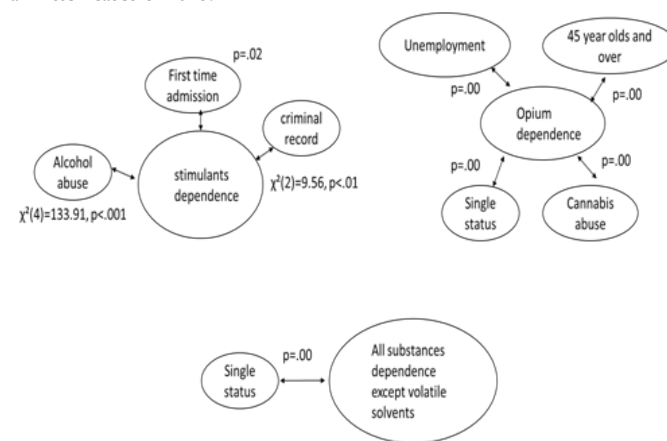 First time
admission
p=.02
criminal
record
Alcohol
abuse
stimulants
dependence
χ²(2)=9.56, p<.01
χ²(4)=133.91, p<.001
Unemployment
45 year olds and
over
p=.00
p=.00
Opium
dependence
p=.00
p=.00
Single
status
Cannabis
abuse
Single
status
p=.00
All substances
dependence
except volatile
solvents